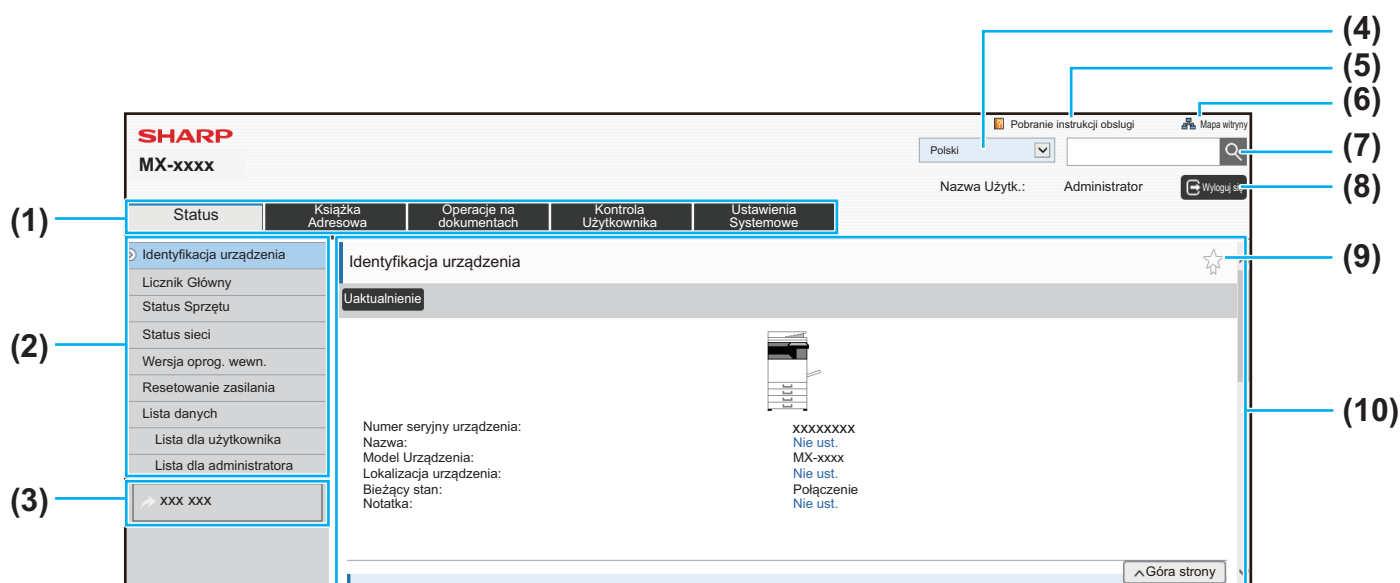 (4)
(5)
(6)
Pobranie instrukcji obsługi Mapa witryny
SHARP
Polski
(7)
MX-xxxx
Nazwa Użytk.: Administrator Wyloguj się
(8)
(1)
Status
Książka
Adresowa
Operacje na
dokumentach
Kontrola
Użytkownika
Ustawienia
Systemowe
(2)
Identyfikacja urządzenia
Licznik Główny
Status Sprzętu
Status sieci
Wersja oprog. wewn.
Resetowanie zasilania
Lista danych
Lista dla użytkownika
Lista dla administratora
(3)
xxx xxx
Identyfikacja urządzenia
(9)
Uaktualnienie
(10)
Numer seryjny urządzenia: xxxxxxxx
Nazwa: Nie ust.
Model Urządzenia: MX-xxxx
Lokalizacja urządzenia: Nie ust.
Bieżący stan: Połączenie
Notatka: Nie ust.
Góra strony